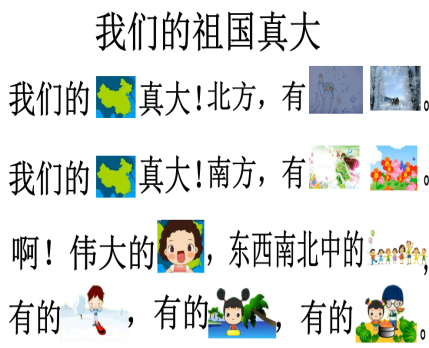 我们的祖国真大
我们的真大！北方，有。
我们的真大！南方，有。
啊！伟大的，东西南北中的，
有的，有的，有的。